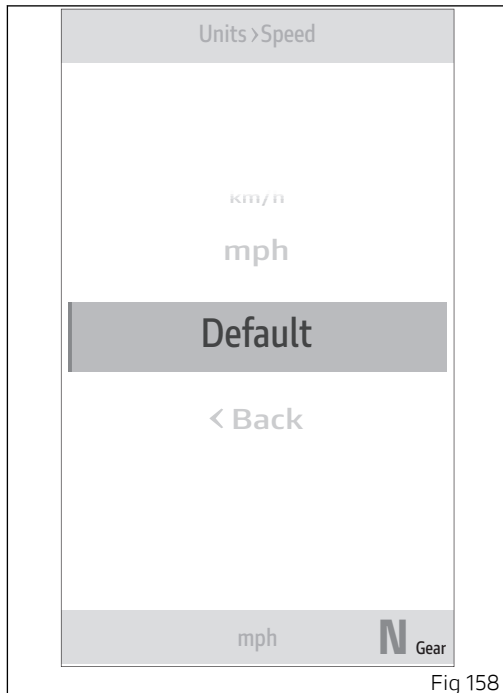 Units›Speed
km/h
mph
Default
‹ Back
mph
N Gear
Fig 158